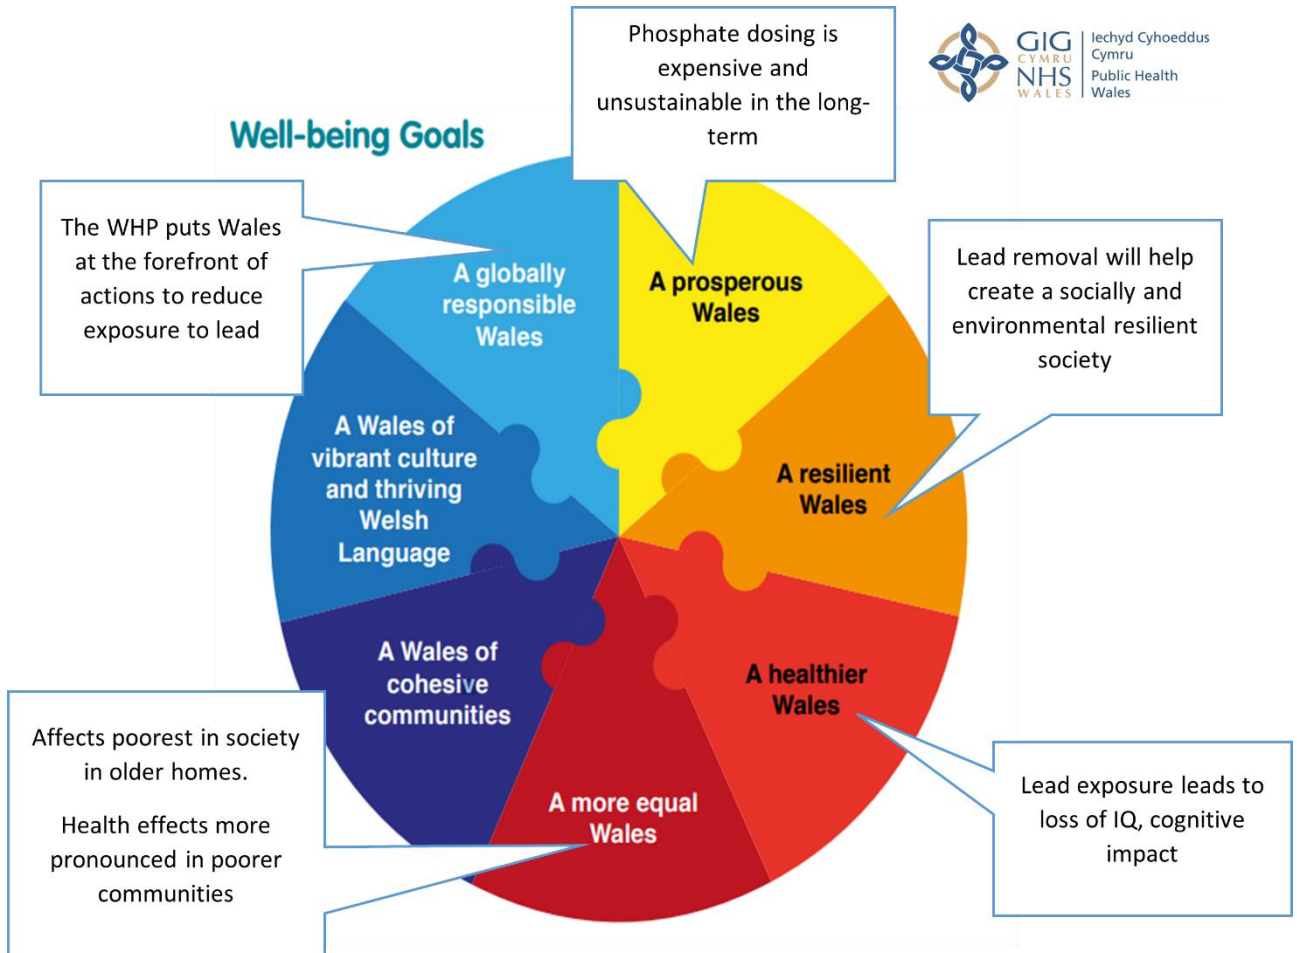 Phosphate dosing is
expensive and
unsustainable in the long-
term
GIG
CYMRU
NHS
WALES
Iechyd Cyhoeddus
Cymru
Public Health
Wales
Well-being Goals
The WHP puts Wales
at the forefront of
actions to reduce
exposure to lead
A globally
responsible
Wales
A prosperous
Wales
Lead removal will help
create a socially and
environmental resilient
society
A Wales of
vibrant culture
and thriving
Welsh
Language
A resilient
Wales
A Wales of
cohesive
communities
A healthier
Wales
Affects poorest in society
in older homes.
Health effects more
pronounced in poorer
communities
A more equal
Wales
Lead exposure leads to
loss of IQ, cognitive
impact